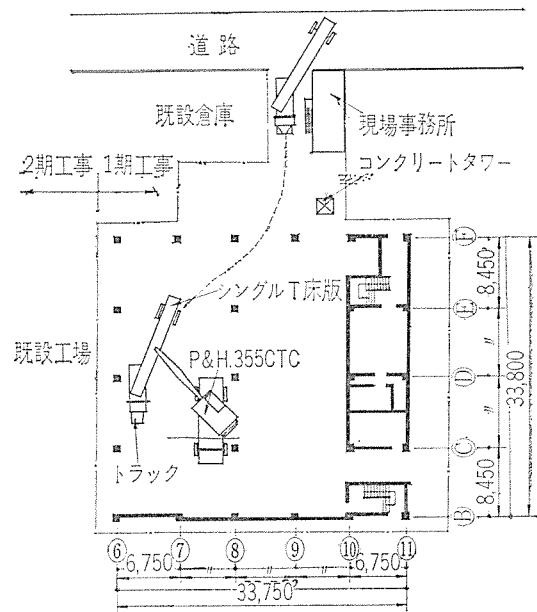 道路
既設倉庫
現場事務所
2期工事 1期工事
コンクリートタワー
シングルT床版
既設工場
P&H.355CTC
トラック
Ⓕ
Ⓔ
Ⓓ
Ⓒ
Ⓑ
8,450
〃
〃
8,450
33,800
⑥ ⑦ ⑧ ⑨ ⑩ ⑪
6,750 〃 〃 〃 6,750
33,750